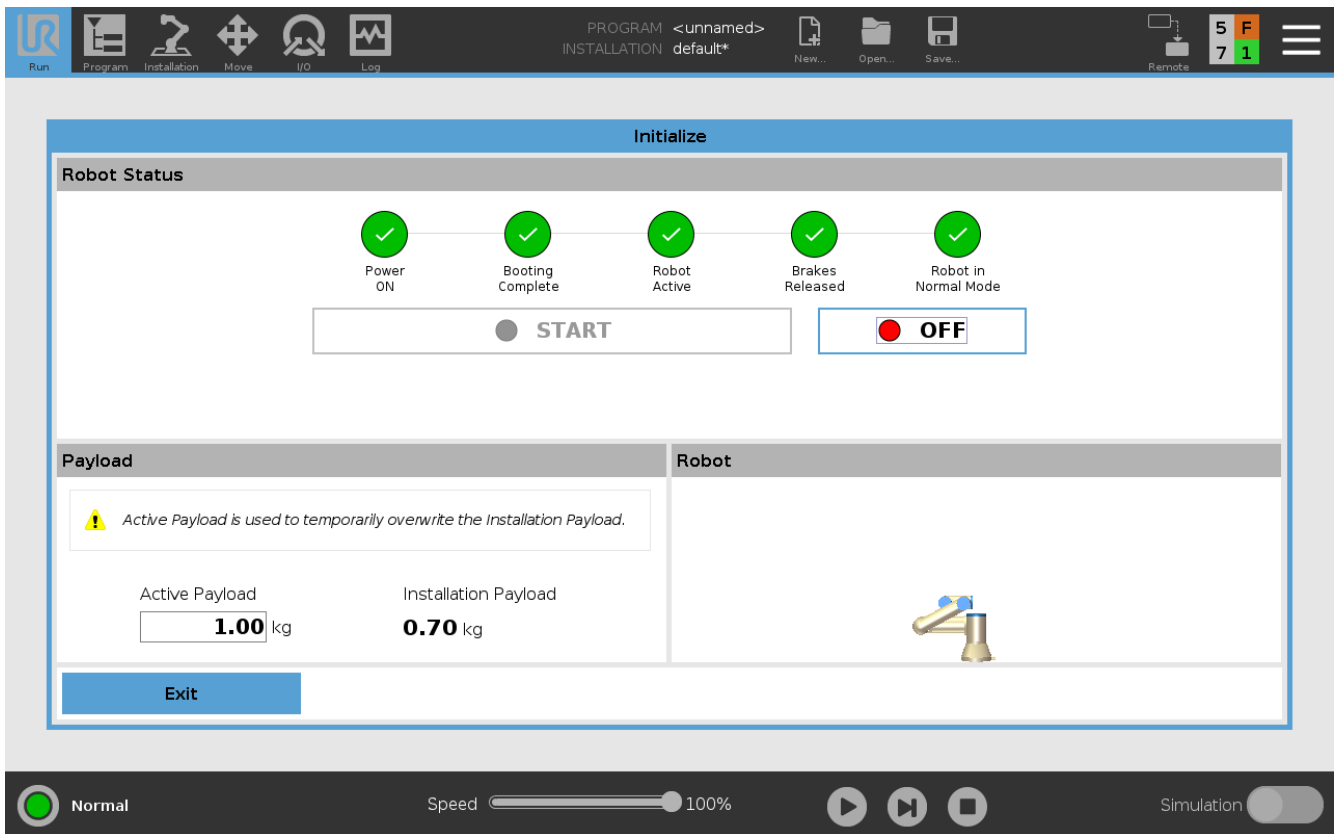 UR
Run
Program
Installation
Move
I/O
Log
PROGRAM <unnamed>
INSTALLATION default*
New...
Open...
Save...
Remote
5 F
7 1
Initialize
Robot Status
Power
ON
Booting
Complete
Robot
Active
Brakes
Released
Robot in
Normal Mode
START
OFF
Payload
Robot
Active Payload is used to temporarily overwrite the Installation Payload.
Active Payload
Installation Payload
1.00 kg
0.70 kg
Exit
Normal
Speed
100%
Simulation